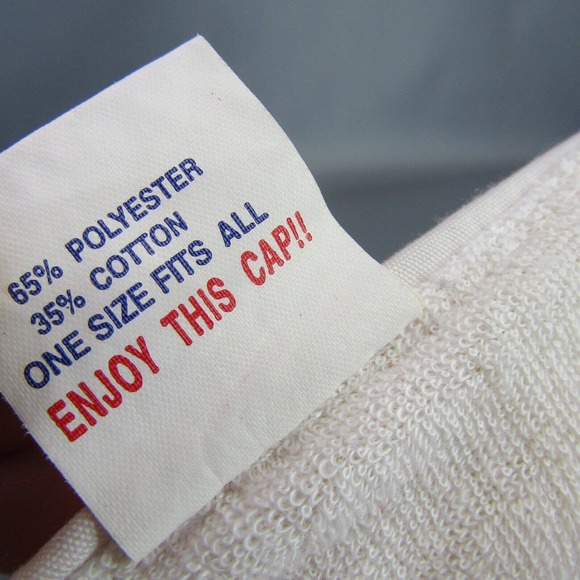 65% POLYESTER
35% COTTON
ONE SIZE FITS ALL
ENJOY THIS CAP!!